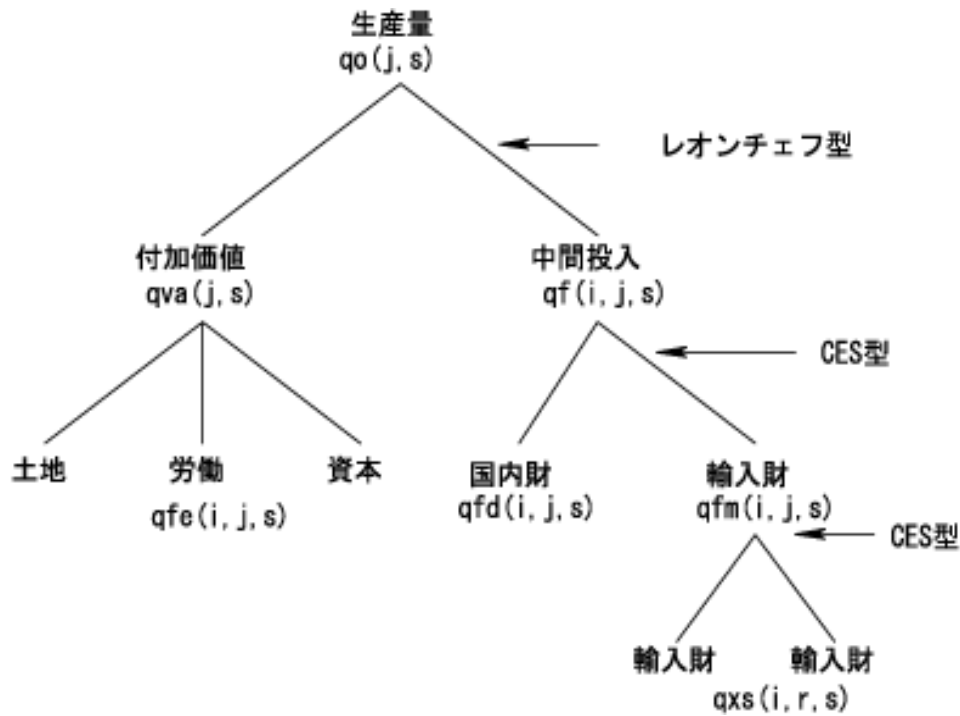 生産量
qo(j,s)
レオンチェフ型
付加価値
qva(j,s)
中間投入
qf(i,j,s)
CES型
土地
労働
qfe(i,j,s)
資本
国内財
qfd(i,j,s)
輸入財
qfm(i,j,s)
CES型
輸入財
輸入財
qxs(i,r,s)